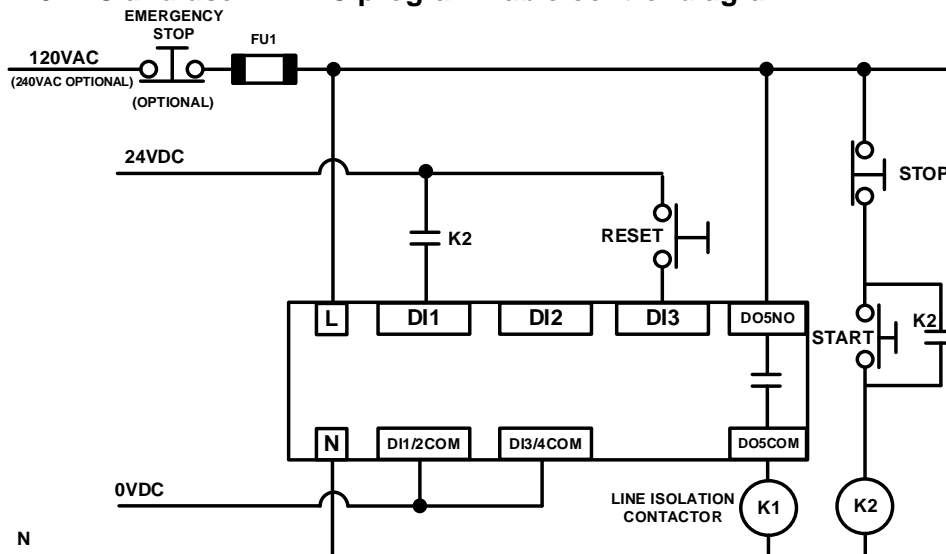 EMERGENCY
STOP
FU1
120VAC
(240VAC OPTIONAL)
(OPTIONAL)
24VDC
STOP
K2
RESET
L
DI1
DI2
DI3
DO5NO
START
K2
N
DI1/2COM
DI3/4COM
DO5COM
0VDC
LINE ISOLATION
CONTACTOR
K1
K2
N